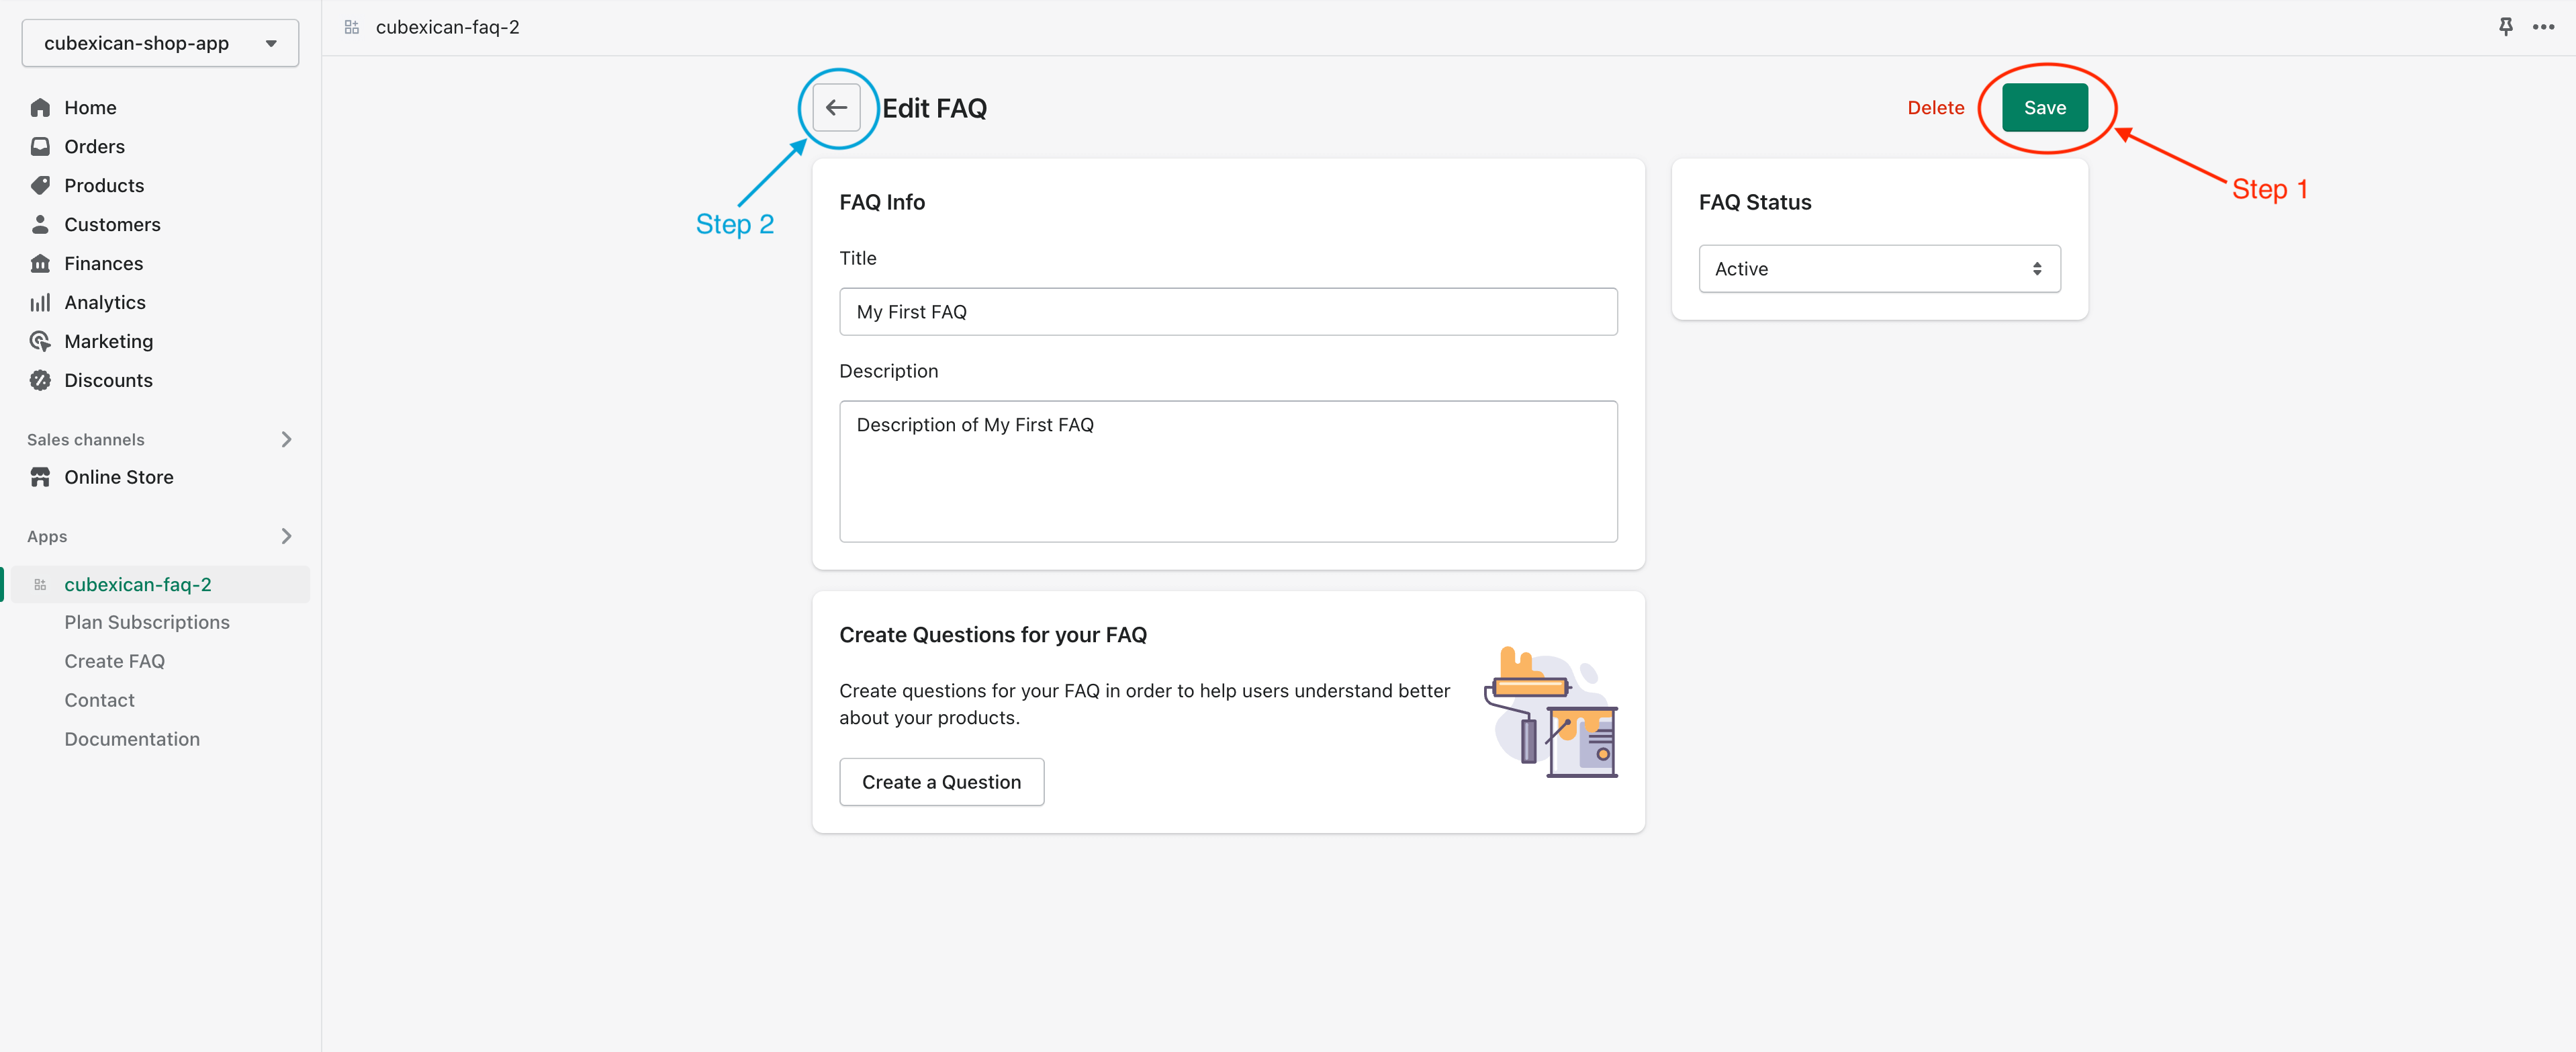 cubexican-shop-app
Home
Orders
Products
Customers
Finances
Analytics
Marketing
Discounts
Sales channels
Online Store
Apps
cubexican-faq-2
Plan Subscriptions
Create FAQ
Contact
Documentation
cubexican-faq-2
Edit FAQ
Delete
Save
Step 1
Step 2
FAQ Info
Title
My First FAQ
Description
Description of My First FAQ
FAQ Status
Active
Create Questions for your FAQ
Create questions for your FAQ in order to help users understand better
about your products.
Create a Question